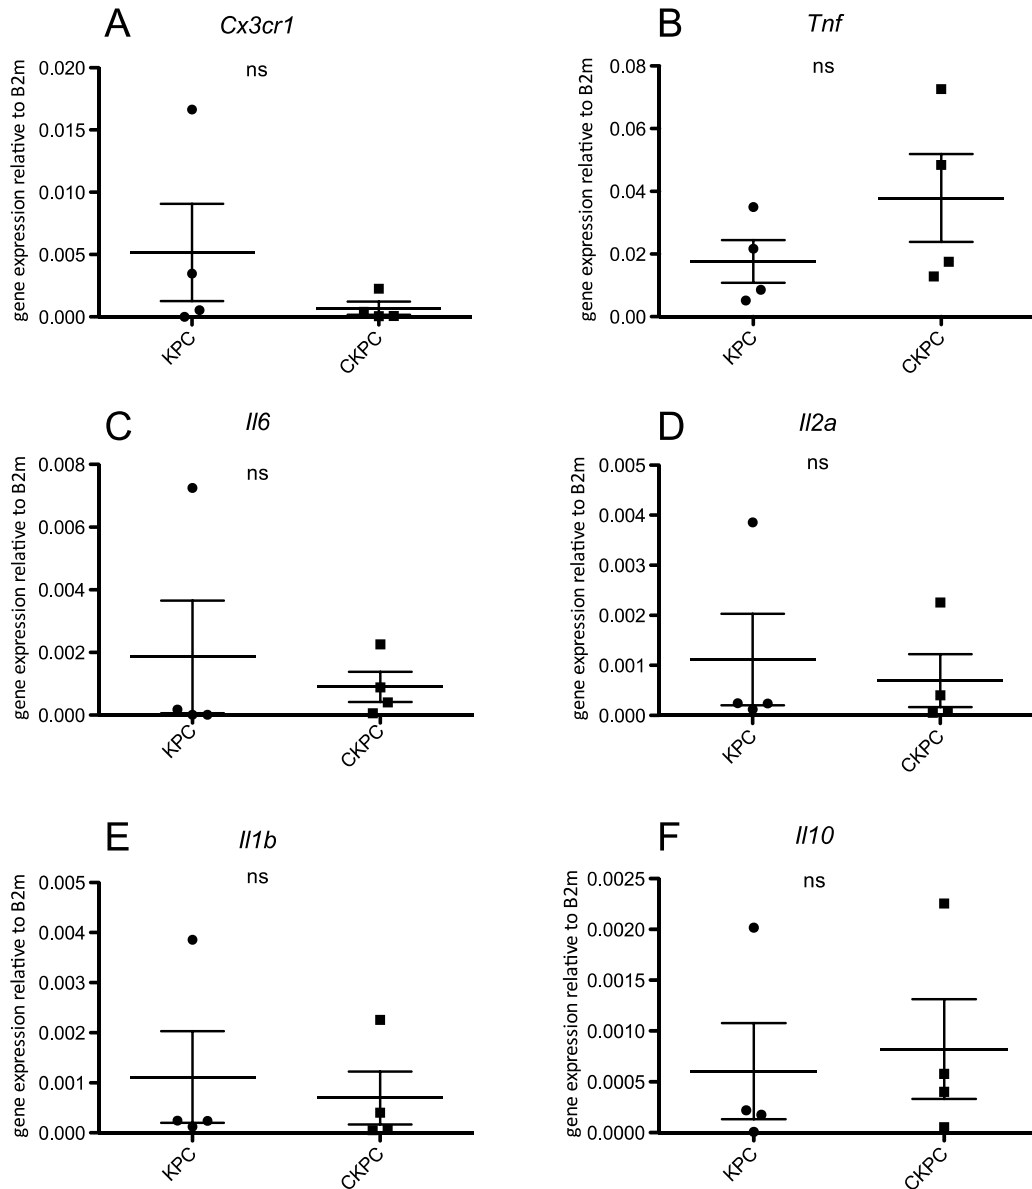 A
Cx3cr1
ns
gene expression relative to B2m
0.020
0.015
0.010
0.005
0.000
KPC
CKPC
B
Tnf
ns
gene expression relative to B2m
0.08
0.06
0.04
0.02
0.00
KPC
CKPC
C
Il6
ns
gene expression relative to B2m
0.008
0.006
0.004
0.002
0.000
KPC
CKPC
D
Il2a
ns
gene expression relative to B2m
0.005
0.004
0.003
0.002
0.001
0.000
KPC
CKPC
E
Il1b
ns
gene expression relative to B2m
0.005
0.004
0.003
0.002
0.001
0.000
KPC
CKPC
F
Il10
ns
gene expression relative to B2m
0.0025
0.0020
0.0015
0.0010
0.0005
0.0000
KPC
CKPC